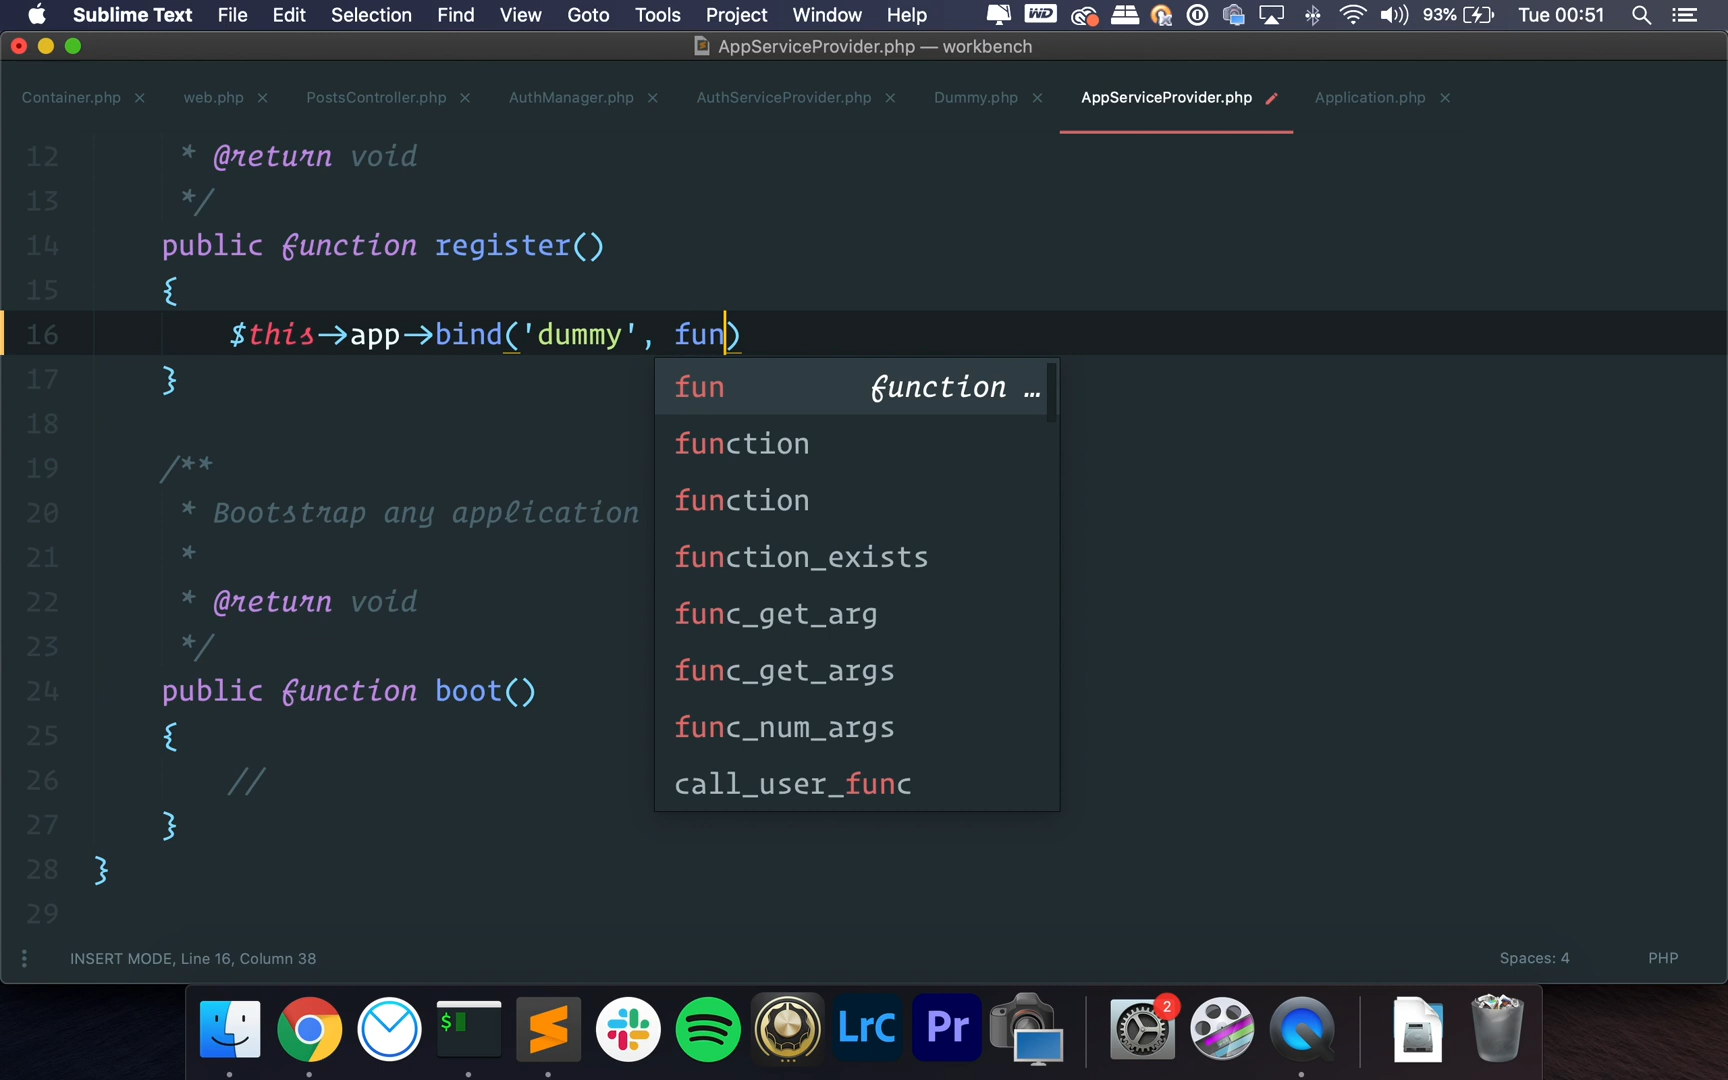 Sublime Text File Edit Selection Find View Goto Tools Project Window Help WD 93% Tue 00:51
AppServiceProvider.php — workbench
Container.php × web.php × PostsController.php × AuthManager.php × AuthServiceProvider.php × Dummy.php × AppServiceProvider.php Application.php ×
12 * @return void
13 */
14 public function register()
15 {
16 $this->app->bind('dummy', fun)
17 }
fun function …
18
function
19 /**
function
20 * Bootstrap any application
21 *
function_exists
22 * @return void
func_get_arg
23 */
func_get_args
24 public function boot()
25 {
func_num_args
26 //
call_user_func
27 }
28 }
29
INSERT MODE, Line 16, Column 38 Spaces: 4 PHP
$ LrC Pr 2